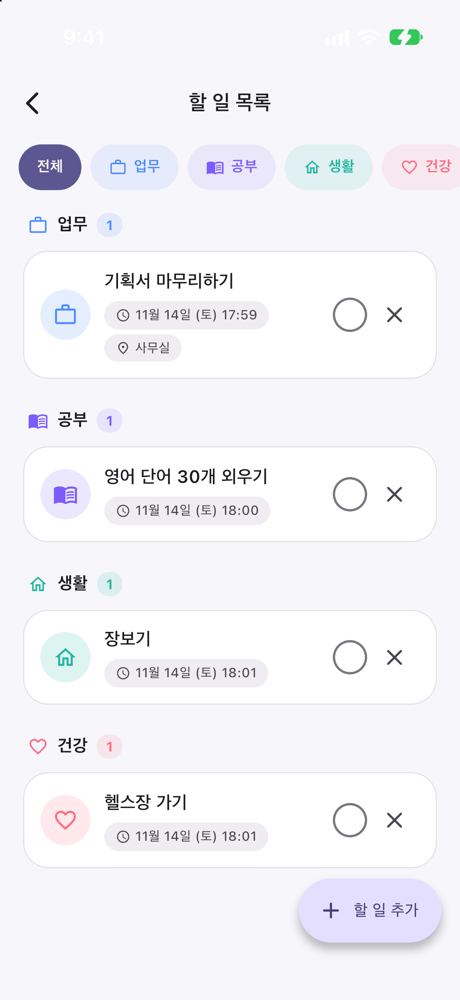 9:41
할 일 목록
전체 업무 공부 생활 건강
업무 1
기획서 마무리하기
11월 14일 (토) 17:59
사무실
공부 1
영어 단어 30개 외우기
11월 14일 (토) 18:00
생활 1
장보기
11월 14일 (토) 18:01
건강 1
헬스장 가기
11월 14일 (토) 18:01
할 일 추가